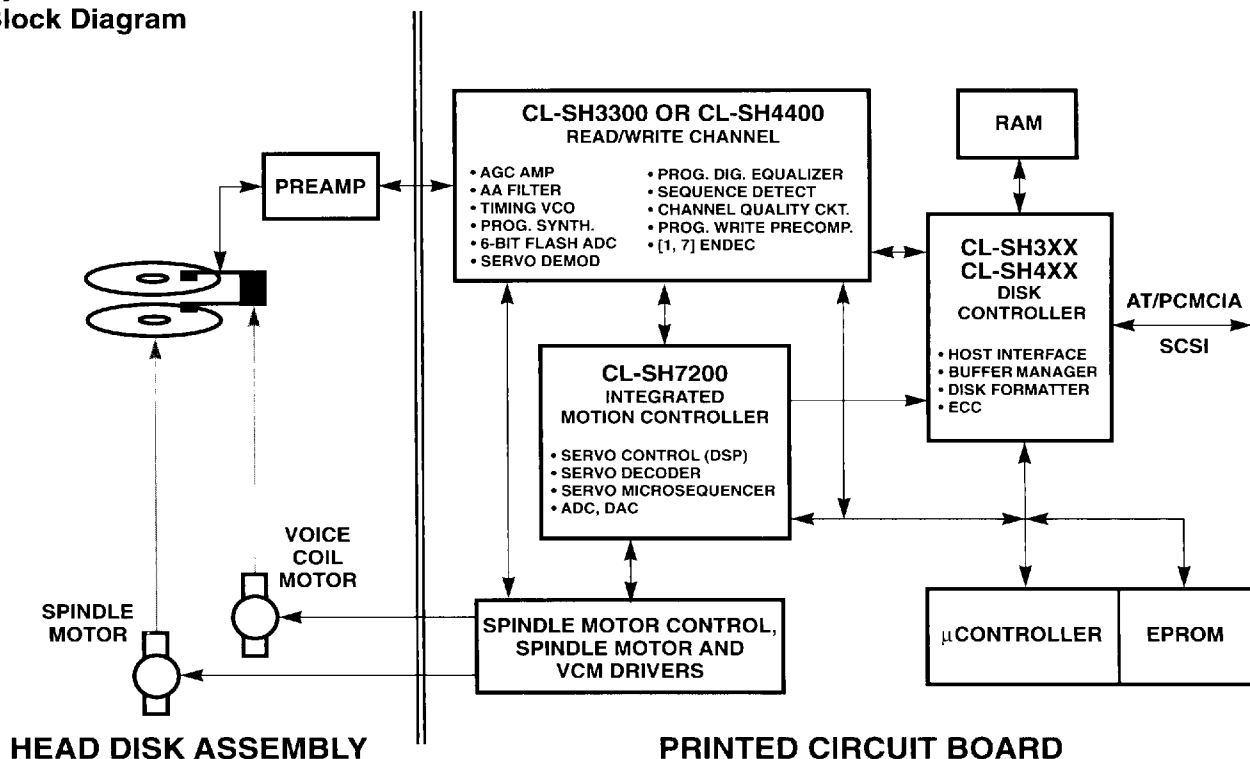 Block Diagram
CL-SH3300 OR CL-SH4400
READ/WRITE CHANNEL
• AGC AMP
• AA FILTER
• TIMING VCO
• PROG. SYNTH.
• 6-BIT FLASH ADC
• SERVO DEMOD
• PROG. DIG. EQUALIZER
• SEQUENCE DETECT
• CHANNEL QUALITY CKT.
• PROG. WRITE PRECOMP.
• [1, 7] ENDEC
RAM
PREAMP
CL-SH3XX
CL-SH4XX
DISK
CONTROLLER
• HOST INTERFACE
• BUFFER MANAGER
• DISK FORMATTER
• ECC
AT/PCMCIA
SCSI
CL-SH7200
INTEGRATED
MOTION CONTROLLER
• SERVO CONTROL (DSP)
• SERVO DECODER
• SERVO MICROSEQUENCER
• ADC, DAC
VOICE
COIL
MOTOR
SPINDLE
MOTOR
SPINDLE MOTOR CONTROL,
SPINDLE MOTOR AND
VCM DRIVERS
µCONTROLLER
EPROM
HEAD DISK ASSEMBLY
PRINTED CIRCUIT BOARD